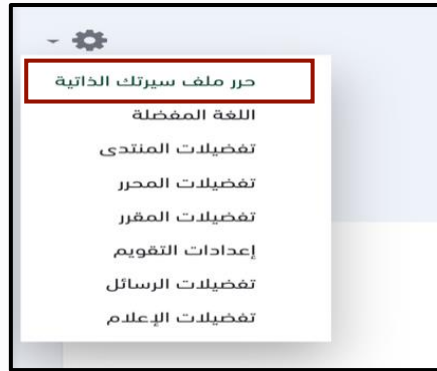 حرر ملف سيرتك الذاتية
اللغة المفضلة
تفضيلات المنتدى
تفضيلات المحرر
تفضيلات المقرر
إعدادات التقويم
تفضيلات الرسائل
تفضيلات الإعلام